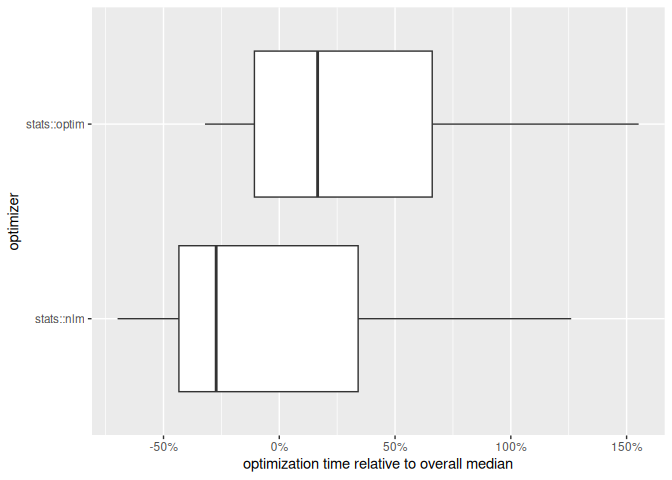 optimizer
stats::optim
stats::nlm
-50%
0%
50%
100%
150%
optimization time relative to overall median